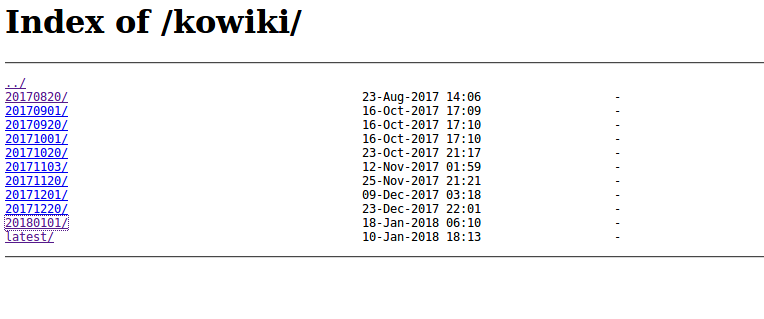 Index of /kowiki/
../
20170820/ 23-Aug-2017 14:06 -
20170901/ 16-Oct-2017 17:09 -
20170920/ 16-Oct-2017 17:10 -
20171001/ 16-Oct-2017 17:10 -
20171020/ 23-Oct-2017 21:17 -
20171103/ 12-Nov-2017 01:59 -
20171120/ 25-Nov-2017 21:21 -
20171201/ 09-Dec-2017 03:18 -
20171220/ 23-Dec-2017 22:01 -
20180101/ 18-Jan-2018 06:10 -
latest/ 10-Jan-2018 18:13 -